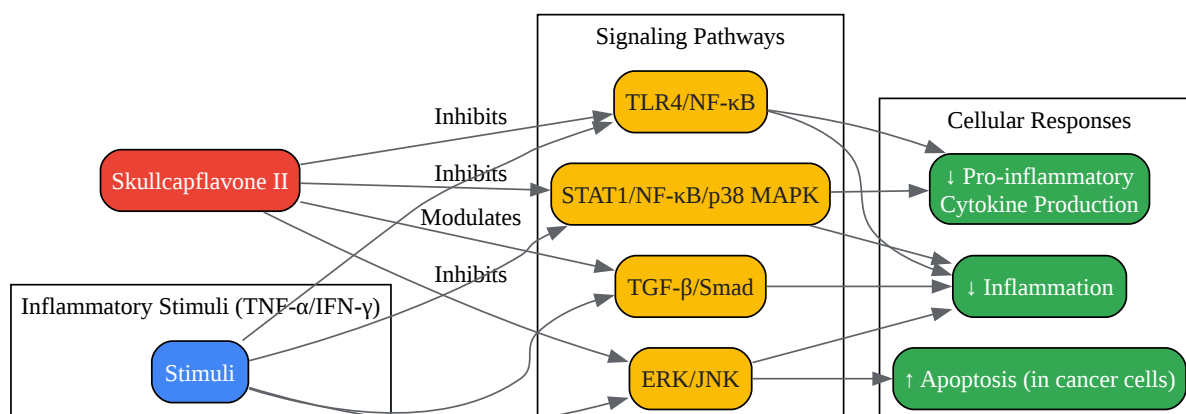 Signaling Pathways
TLR4/NF-κB
Cellular Responses
Inhibits
Skullcapflavone II
Inhibits
STAT1/NF-κB/p38 MAPK
↓ Pro-inflammatory
Cytokine Production
Modulates
Inhibits
TGF-β/Smad
↓ Inflammation
Inflammatory Stimuli (TNF-α/IFN-γ)
Stimuli
ERK/JNK
↑ Apoptosis (in cancer cells)